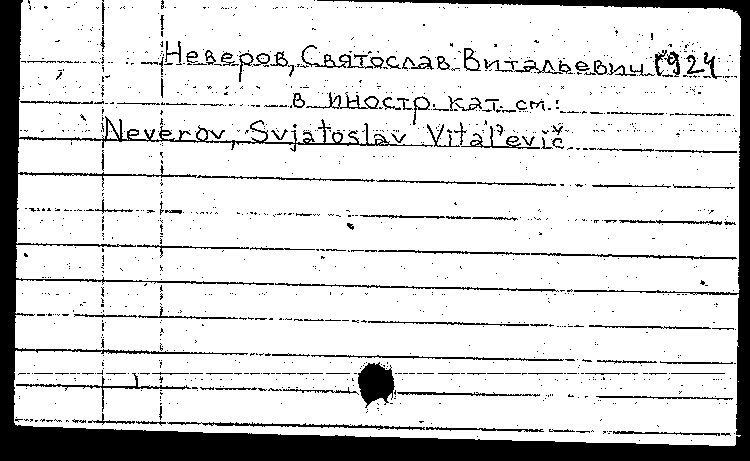 Неверов, Святослав Витальевич 1924
в иностр. кат. см.:
Neverov, Svjatoslav Vital'evič